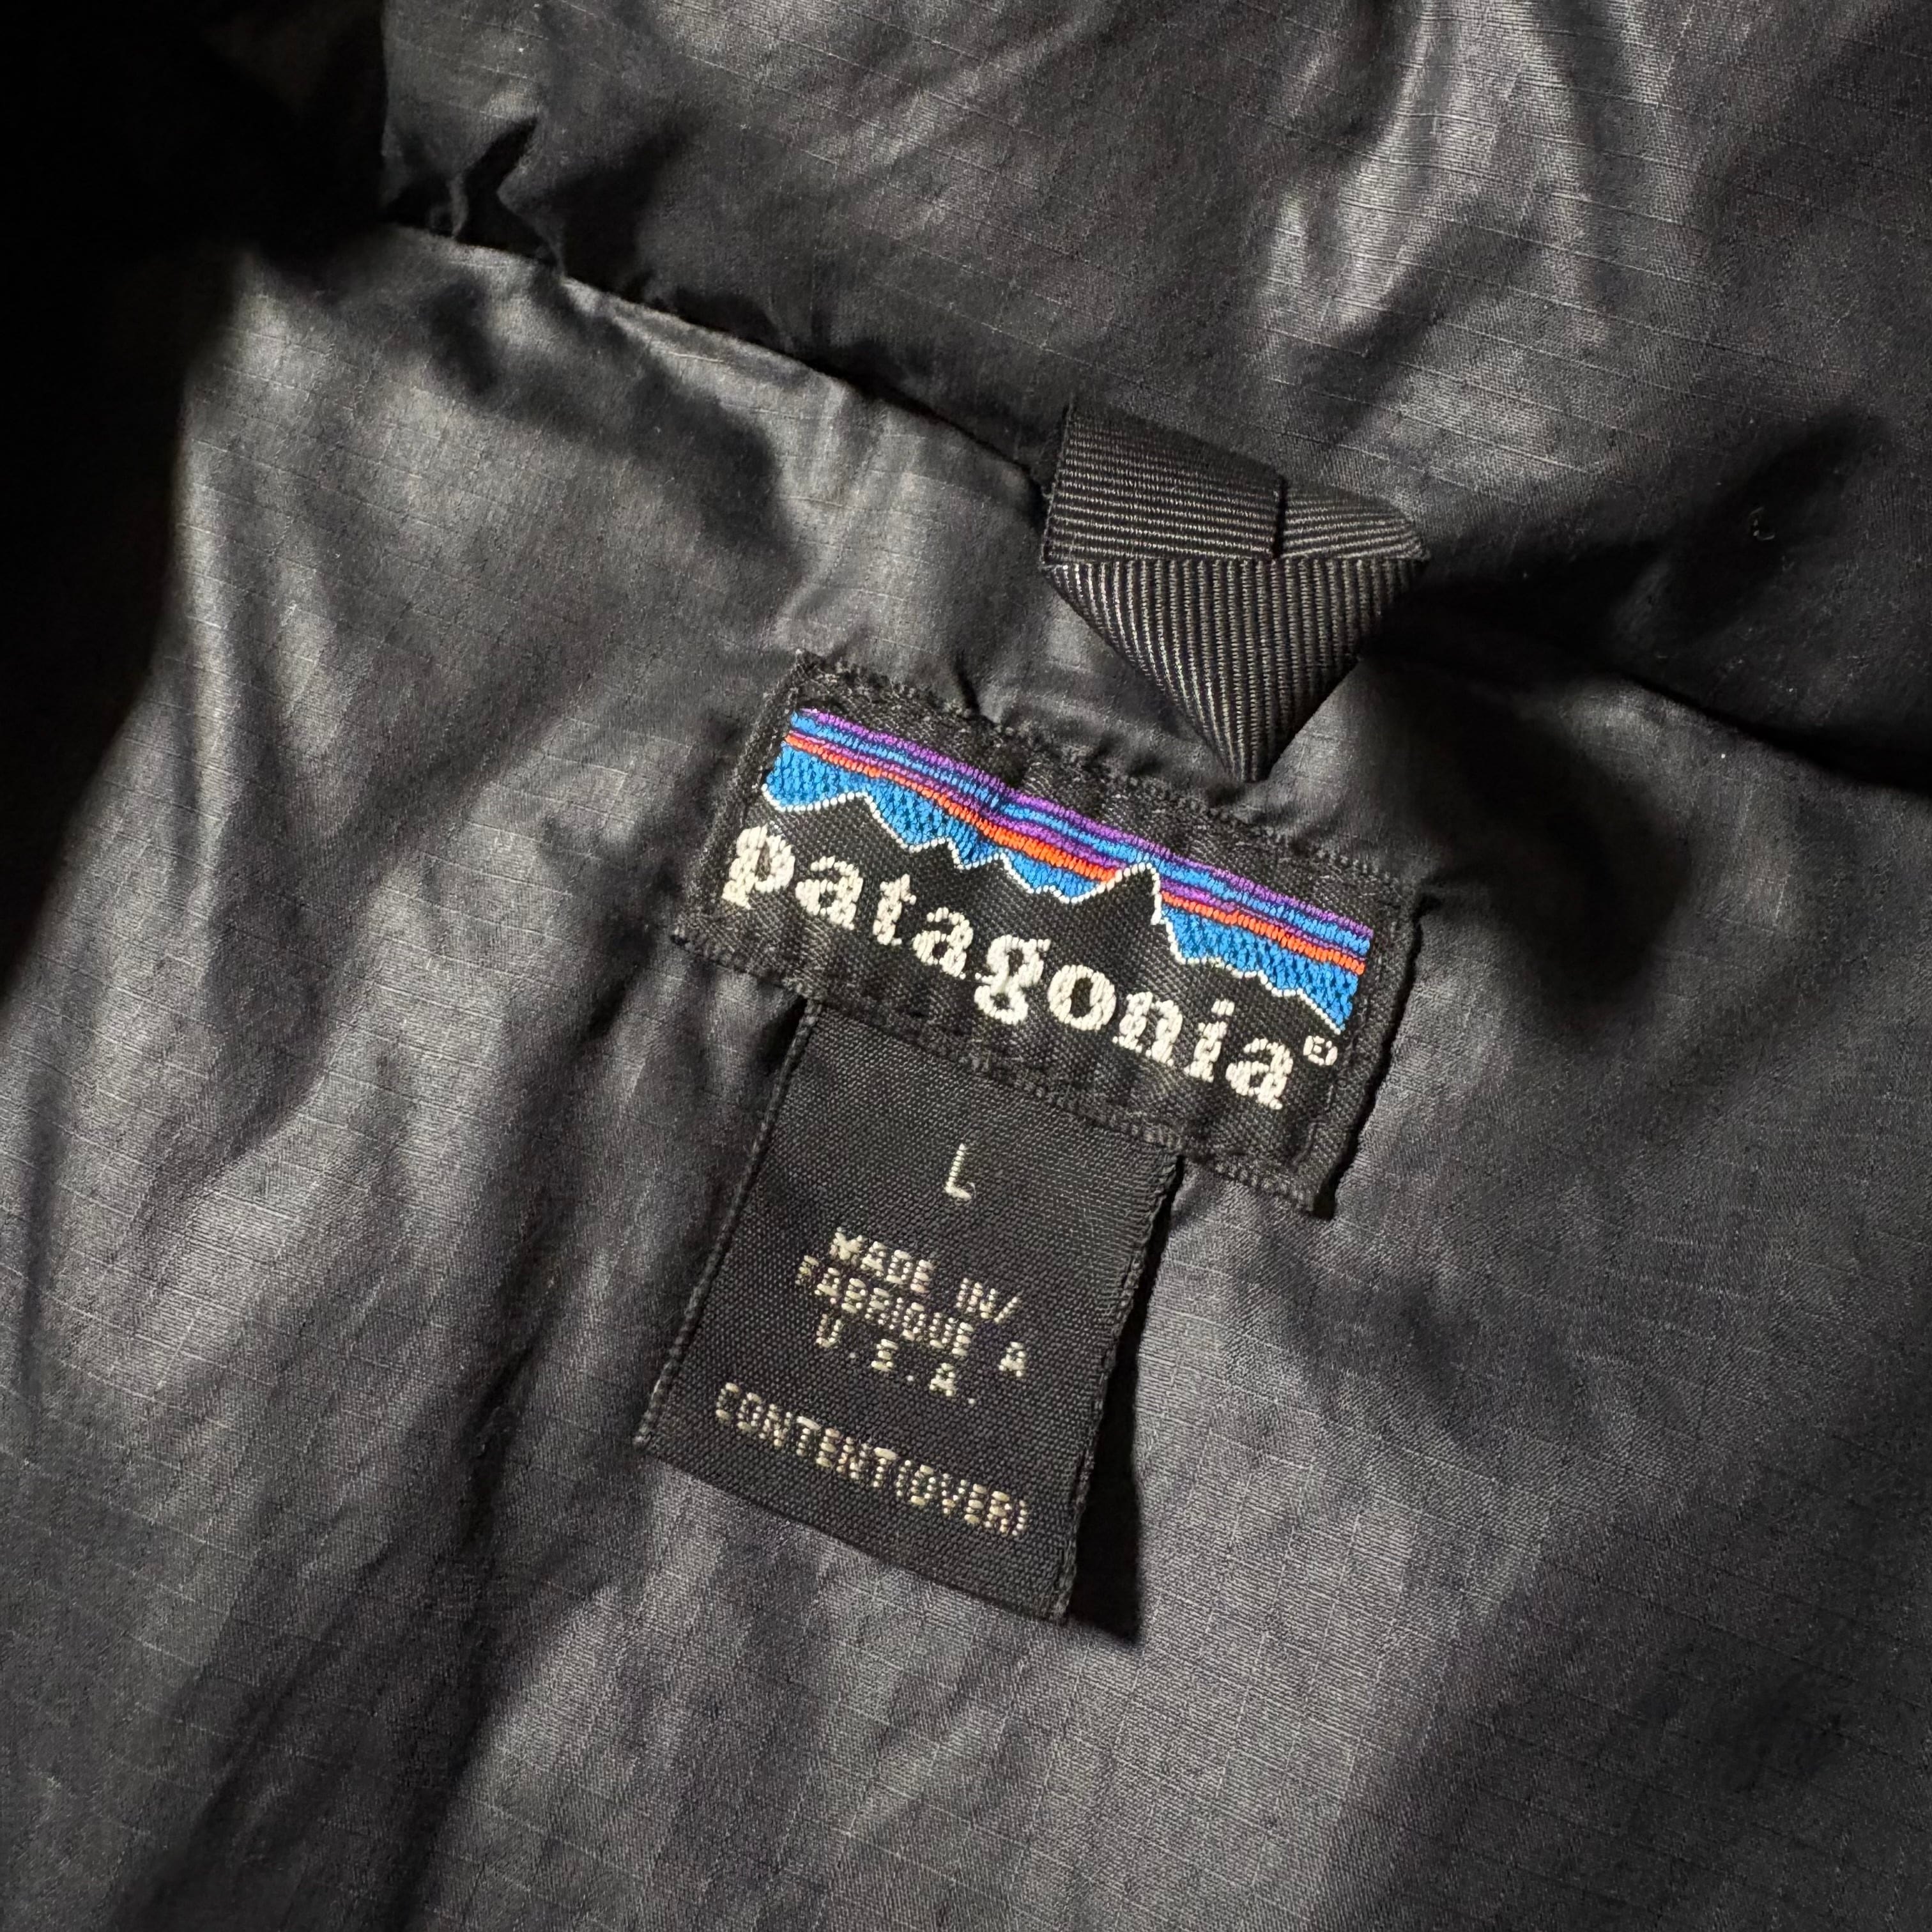 patagonia®
L
MADE IN/
FABRIQUE A
U.S.A.
CONTENT(OVER)